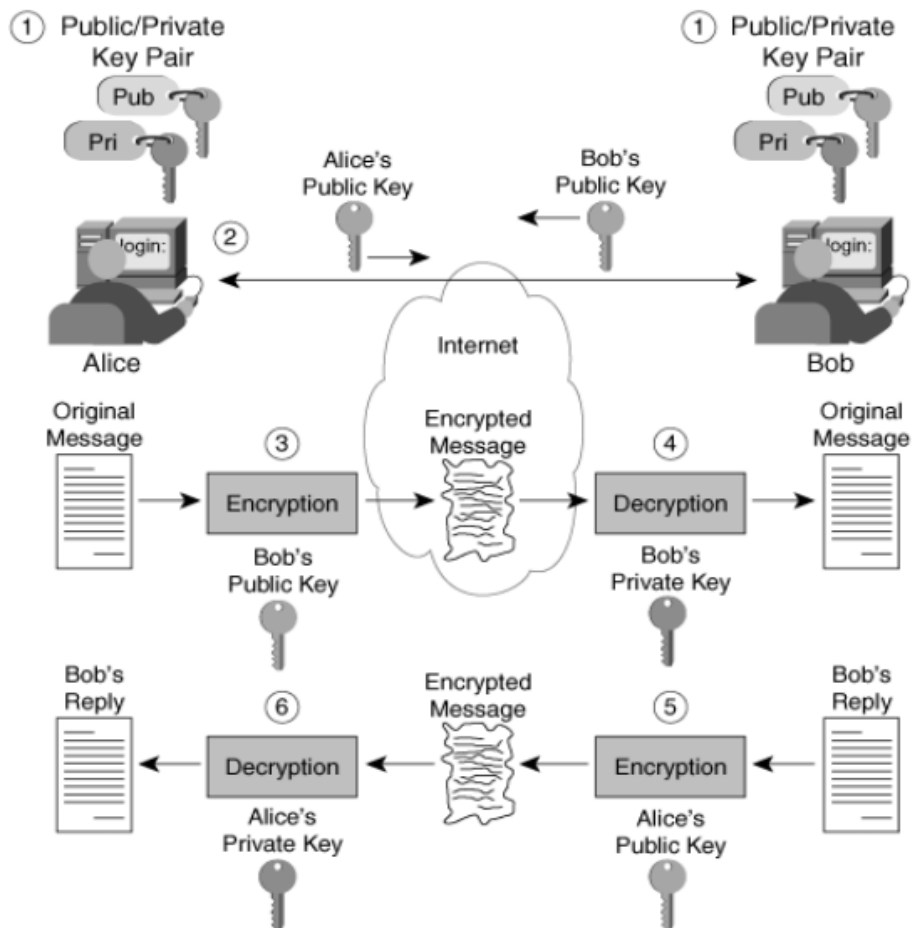 ① Public/Private
Key Pair
Pub
Pri
① Public/Private
Key Pair
Pub
Pri
Alice's
Public Key
Bob's
Public Key
login:
②
login:
Alice
Internet
Bob
Original
Message
③
Encryption
Bob's
Public Key
Encrypted
Message
④
Decryption
Bob's
Private Key
Original
Message
Bob's
Reply
⑥
Decryption
Alice's
Private Key
Encrypted
Message
⑤
Encryption
Alice's
Public Key
Bob's
Reply